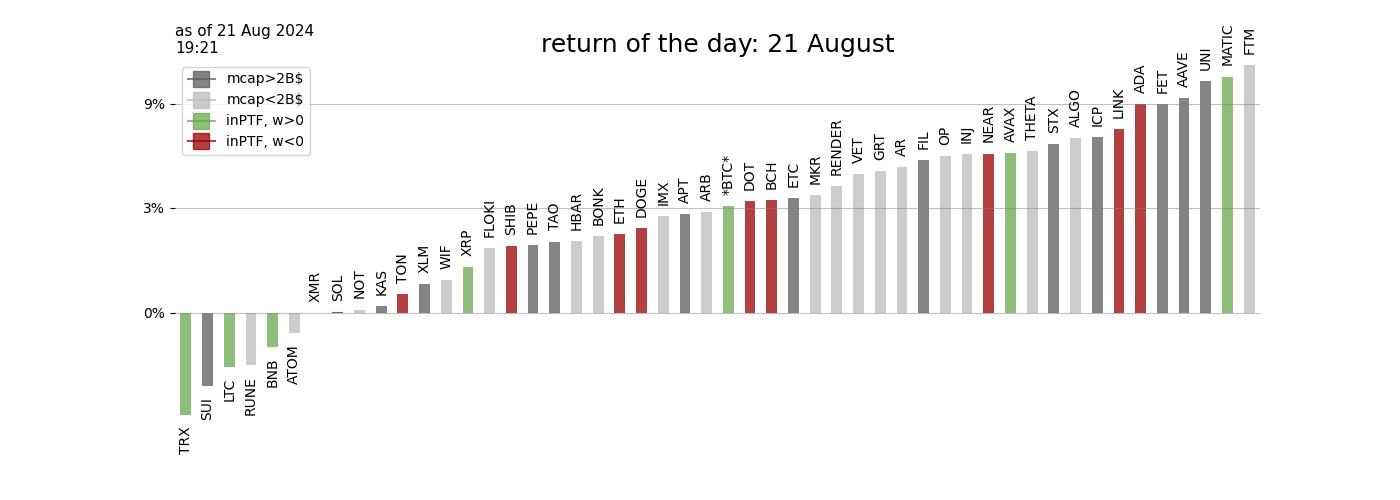 as of 21 Aug 2024
19:21
return of the day: 21 August
mcap>2B$
mcap<2B$
inPTF, w>0
inPTF, w<0
9%
3%
0%
TRX
SUI
LTC
RUNE
BNB
ATOM
XMR
SOL
NOT
KAS
TON
XLM
WIF
XRP
FLOKI
SHIB
PEPE
TAO
HBAR
BONK
ETH
DOGE
IMX
APT
ARB
*BTC*
DOT
BCH
ETC
MKR
RENDER
VET
GRT
AR
FIL
OP
INJ
NEAR
AVAX
THETA
STX
ALGO
ICP
LINK
ADA
FET
AAVE
UNI
MATIC
FTM